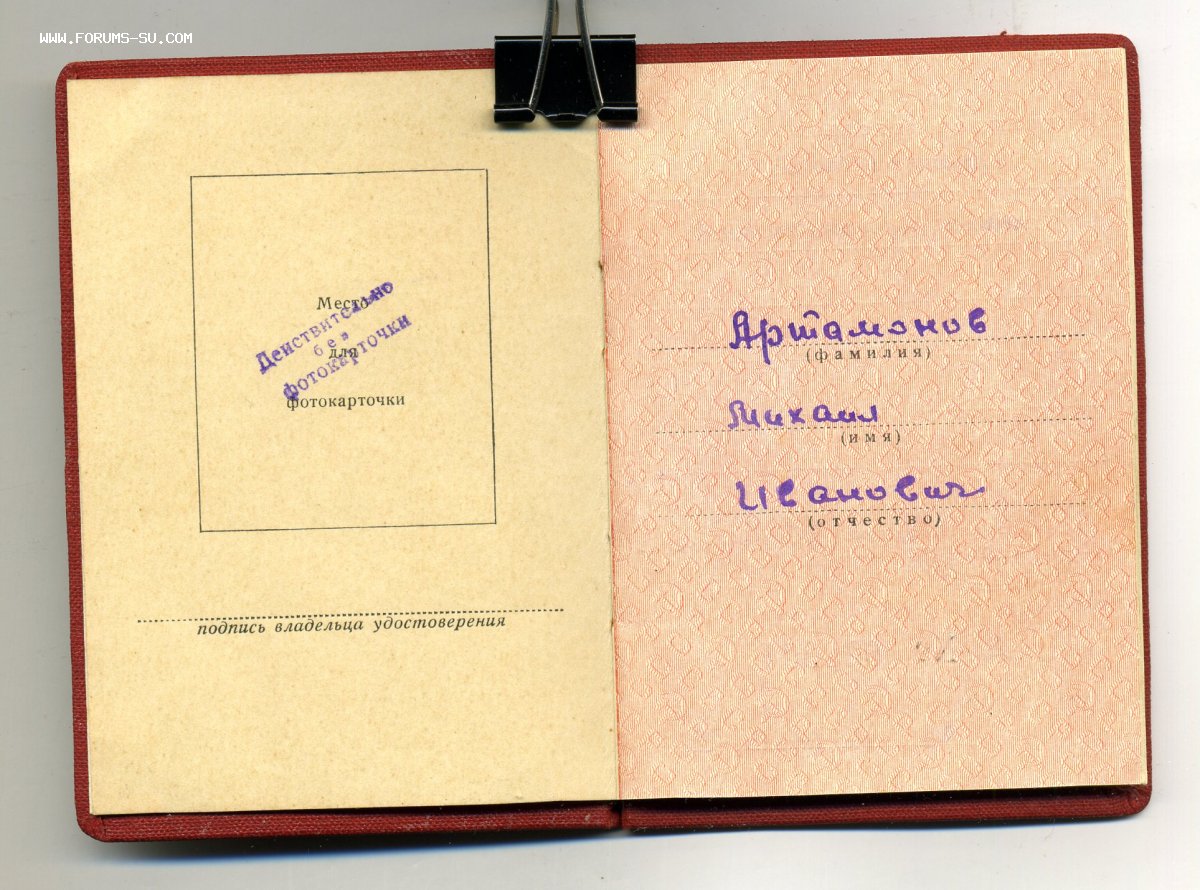 WWW.FORUMS-SU.COM
Место
для
фотокарточки
Действительно
без
фотокарточки
подпись владельца удостоверения
Артамонов
(фамилия)
Михаил
(имя)
Иванович
(отчество)